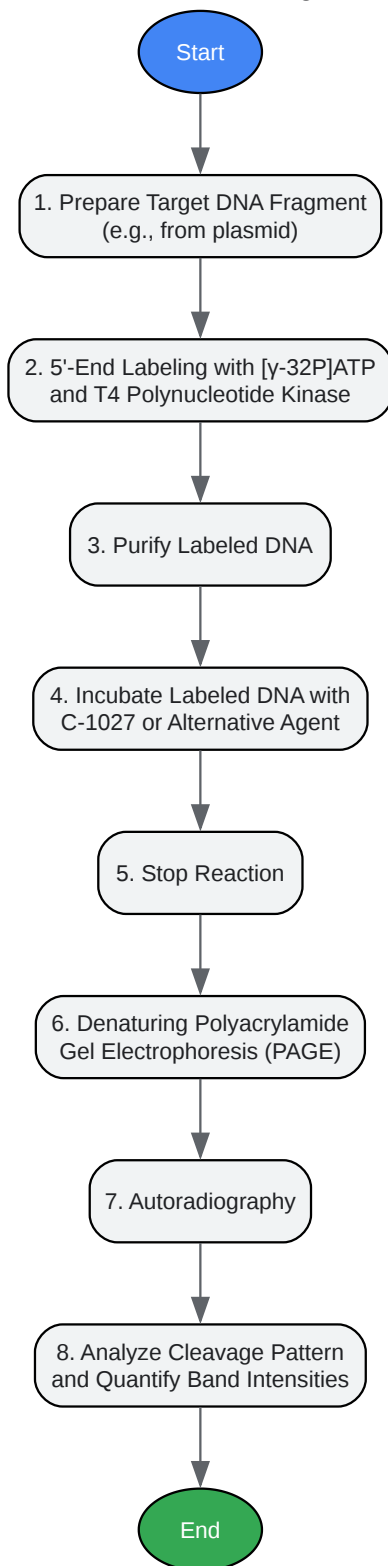 Start
1. Prepare Target DNA Fragment
(e.g., from plasmid)
2. 5'-End Labeling with [γ-32P]ATP
and T4 Polynucleotide Kinase
3. Purify Labeled DNA
4. Incubate Labeled DNA with
C-1027 or Alternative Agent
5. Stop Reaction
6. Denaturing Polyacrylamide
Gel Electrophoresis (PAGE)
7. Autoradiography
8. Analyze Cleavage Pattern
and Quantify Band Intensities
End